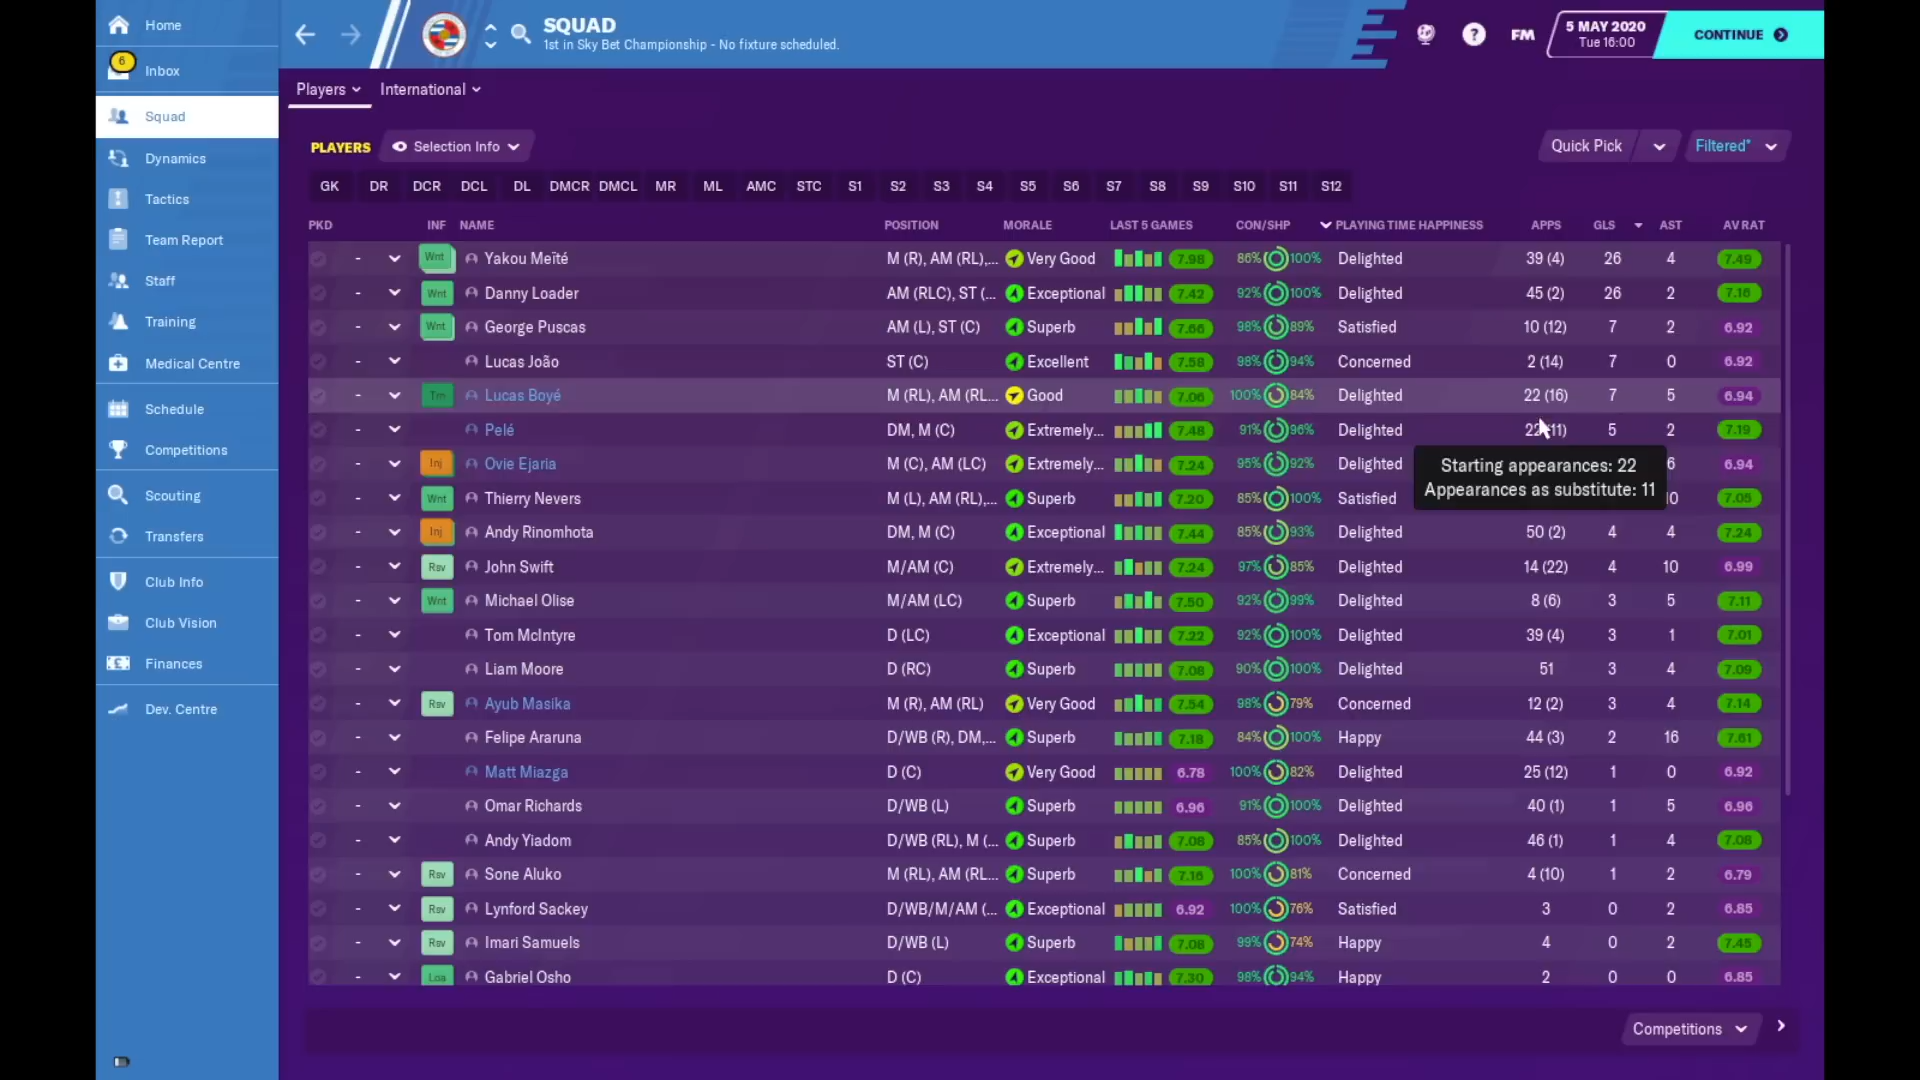 Home
6
Inbox
Squad
Dynamics
Tactics
Team Report
Staff
Training
Medical Centre
Schedule
Competitions
Scouting
Transfers
Club Info
Club Vision
Finances
Dev. Centre
SQUAD
1st in Sky Bet Championship - No fixture scheduled.
? FM
5 MAY 2020
Tue 16:00
CONTINUE
Players International
PLAYERS Selection Info
Quick Pick Filtered*
GK DR DCR DCL DL DMCR DMCL MR ML AMC STC S1 S2 S3 S4 S5 S6 S7 S8 S9 S10 S11 S12
PKD INF NAME POSITION MORALE LAST 5 GAMES CON/SHP PLAYING TIME HAPPINESS APPS GLS AST AV RAT
- Wnt Yakou Meïté M (R), AM (RL),... Very Good 7.98 86% 100% Delighted 39 (4) 26 4 7.49
- Wnt Danny Loader AM (RLC), ST (... Exceptional 7.42 92% 100% Delighted 45 (2) 26 2 7.16
- Wnt George Puscas AM (L), ST (C) Superb 7.66 98% 89% Satisfied 10 (12) 7 2 6.92
- Lucas João ST (C) Excellent 7.58 98% 94% Concerned 2 (14) 7 0 6.92
- Trn Lucas Boyé M (RL), AM (RL... Good 7.06 100% 84% Delighted 22 (16) 7 5 6.94
- Pelé DM, M (C) Extremely... 7.48 91% 96% Delighted 22 (11) 5 2 7.19
- Inj Ovie Ejaria M (C), AM (LC) Extremely... 7.24 95% 92% Delighted 6 6.94
Starting appearances: 22
Appearances as substitute: 11
- Wnt Thierry Nevers M (L), AM (RL),... Superb 7.20 85% 100% Satisfied 7.05
- Inj Andy Rinomhota DM, M (C) Exceptional 7.44 85% 93% Delighted 50 (2) 4 4 7.24
- Rsv John Swift M/AM (C) Extremely... 7.24 97% 85% Delighted 14 (22) 4 10 6.99
- Wnt Michael Olise M/AM (LC) Superb 7.50 92% 99% Delighted 8 (6) 3 5 7.11
- Tom McIntyre D (LC) Exceptional 7.22 92% 100% Delighted 39 (4) 3 1 7.01
- Liam Moore D (RC) Superb 7.08 90% 100% Delighted 51 3 4 7.09
- Rsv Ayub Masika M (R), AM (RL) Very Good 7.54 98% 79% Concerned 12 (2) 3 4 7.14
- Felipe Araruna D/WB (R), DM,... Superb 7.18 84% 100% Happy 44 (3) 2 16 7.61
- Matt Miazga D (C) Very Good 6.78 100% 82% Delighted 25 (12) 1 0 6.92
- Omar Richards D/WB (L) Superb 6.96 91% 100% Delighted 40 (1) 1 5 6.96
- Andy Yiadom D/WB (RL), M (... Superb 7.08 85% 100% Delighted 46 (1) 1 4 7.08
- Rsv Sone Aluko M (RL), AM (RL... Superb 7.16 100% 81% Concerned 4 (10) 1 2 6.79
- Rsv Lynford Sackey D/WB/M/AM (... Exceptional 6.92 100% 76% Satisfied 3 0 2 6.85
- Rsv Imari Samuels D/WB (L) Superb 7.08 99% 74% Happy 4 0 2 7.45
- Loa Gabriel Osho D (C) Exceptional 7.30 98% 94% Happy 2 0 0 6.85
Competitions